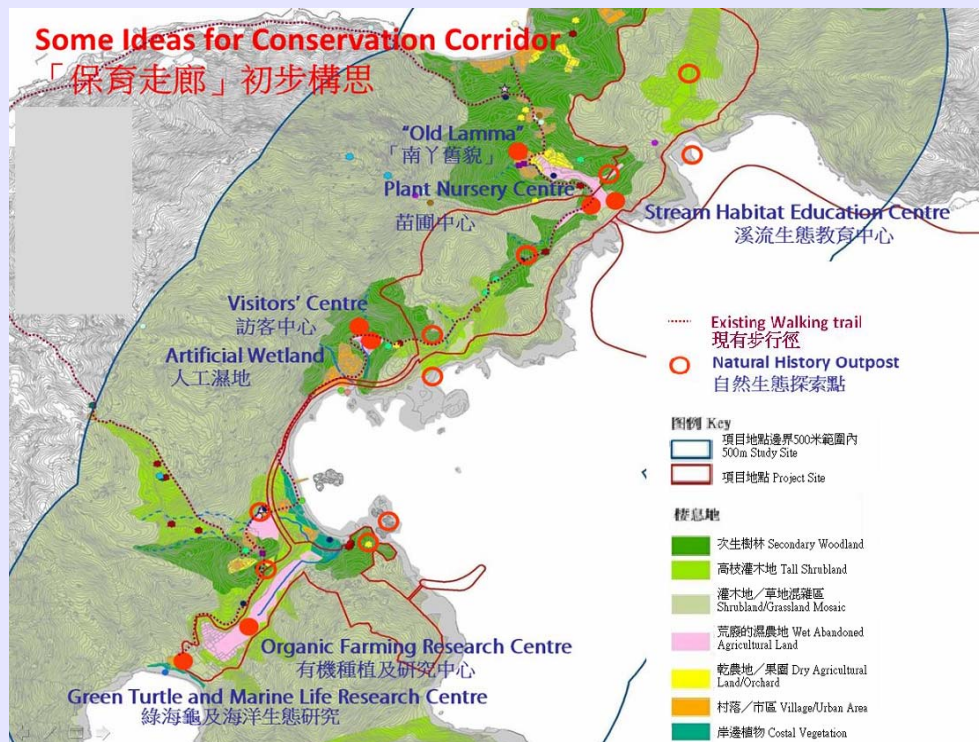 Some Ideas for Conservation Corridor
「保育走廊」初步構思
“Old Lamma”
「南丫舊貌」
Plant Nursery Centre
苗圃中心
Stream Habitat Education Centre
溪流生態教育中心
Visitors’ Centre
訪客中心
Artificial Wetland
人工濕地
Existing Walking trail
現有步行徑
Natural History Outpost
自然生態探索點
图例 Key
項目地點邊界500米範圍內
500m Study Site
項目地點 Project Site
棲息地
次生樹林 Secondary Woodland
高枝灌木地 Tall Shrubland
灌木地／草地混雜區
Shrubland/Grassland Mosaic
荒廢的濕農地 Wet Abandoned
Agricultural Land
乾農地／果園 Dry Agricultural
Land/Orchard
村落／市區 Village/Urban Area
岸邊植物 Costal Vegetation
Organic Farming Research Centre
有機種植及研究中心
Green Turtle and Marine Life Research Centre
綠海龜及海洋生態研究